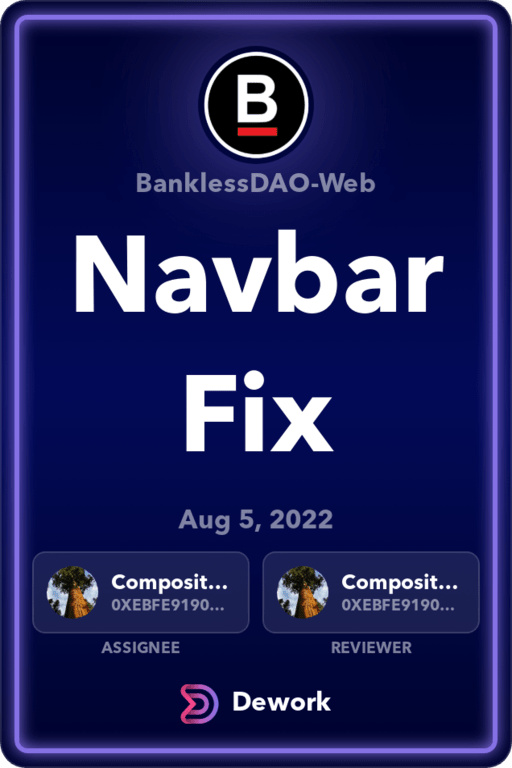 B
BanklessDAO-Web
Navbar
Fix
Aug 5, 2022
Composit... Composit...
0XEBFE9190... 0XEBFE9190...
ASSIGNEE REVIEWER
Dework